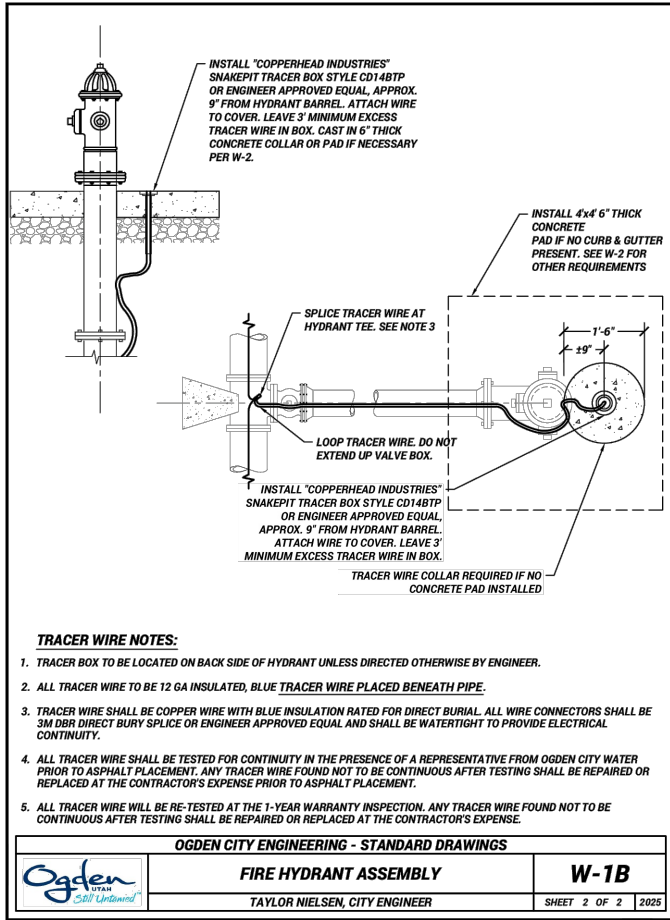 INSTALL "COPPERHEAD INDUSTRIES"
SNAKEPIT TRACER BOX STYLE CD14BTP
OR ENGINEER APPROVED EQUAL, APPROX.
9" FROM HYDRANT BARREL. ATTACH WIRE
TO COVER. LEAVE 3' MINIMUM EXCESS
TRACER WIRE IN BOX. CAST IN 6" THICK
CONCRETE COLLAR OR PAD IF NECESSARY
PER W-2.
INSTALL 4'x4' 6" THICK
CONCRETE
PAD IF NO CURB & GUTTER
PRESENT. SEE W-2 FOR
OTHER REQUIREMENTS
SPLICE TRACER WIRE AT
HYDRANT TEE. SEE NOTE 3
1'-6"
±9"
LOOP TRACER WIRE. DO NOT
EXTEND UP VALVE BOX.
INSTALL "COPPERHEAD INDUSTRIES"
SNAKEPIT TRACER BOX STYLE CD14BTP
OR ENGINEER APPROVED EQUAL,
APPROX. 9" FROM HYDRANT BARREL.
ATTACH WIRE TO COVER. LEAVE 3'
MINIMUM EXCESS TRACER WIRE IN BOX.
TRACER WIRE COLLAR REQUIRED IF NO
CONCRETE PAD INSTALLED
TRACER WIRE NOTES:
1. TRACER BOX TO BE LOCATED ON BACK SIDE OF HYDRANT UNLESS DIRECTED OTHERWISE BY ENGINEER.
2. ALL TRACER WIRE TO BE 12 GA INSULATED, BLUE TRACER WIRE PLACED BENEATH PIPE.
3. TRACER WIRE SHALL BE COPPER WIRE WITH BLUE INSULATION RATED FOR DIRECT BURIAL. ALL WIRE CONNECTORS SHALL BE
3M DBR DIRECT BURY SPLICE OR ENGINEER APPROVED EQUAL AND SHALL BE WATERTIGHT TO PROVIDE ELECTRICAL
CONTINUITY.
4. ALL TRACER WIRE SHALL BE TESTED FOR CONTINUITY IN THE PRESENCE OF A REPRESENTATIVE FROM OGDEN CITY WATER
PRIOR TO ASPHALT PLACEMENT. ANY TRACER WIRE FOUND NOT TO BE CONTINUOUS AFTER TESTING SHALL BE REPAIRED OR
REPLACED AT THE CONTRACTOR'S EXPENSE PRIOR TO ASPHALT PLACEMENT.
5. ALL TRACER WIRE WILL BE RE-TESTED AT THE 1-YEAR WARRANTY INSPECTION. ANY TRACER WIRE FOUND NOT TO BE
CONTINUOUS AFTER TESTING SHALL BE REPAIRED OR REPLACED AT THE CONTRACTOR'S EXPENSE.
OGDEN CITY ENGINEERING - STANDARD DRAWINGS
Ogden
UTAH
Still Untamed™
FIRE HYDRANT ASSEMBLY
W-1B
TAYLOR NIELSEN, CITY ENGINEER
SHEET 2 OF 2
2025